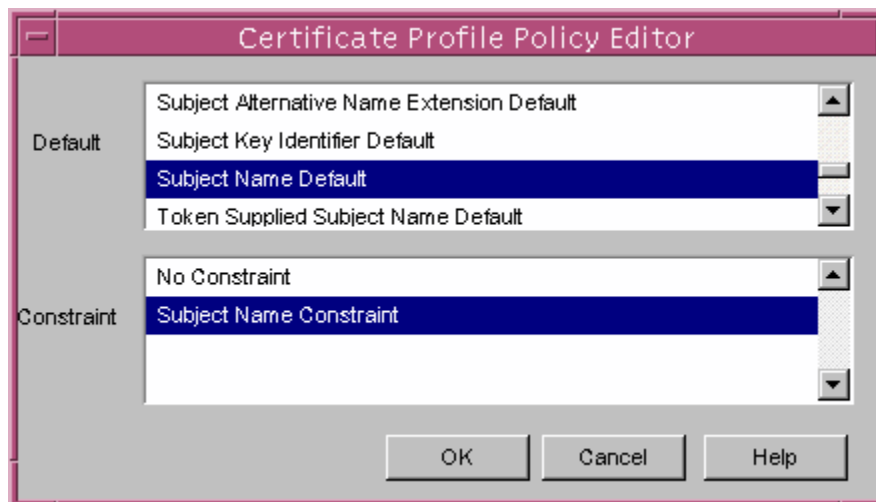 Certificate Profile Policy Editor
Default
Subject Alternative Name Extension Default
Subject Key Identifier Default
Subject Name Default
Token Supplied Subject Name Default
Constraint
No Constraint
Subject Name Constraint
OK
Cancel
Help